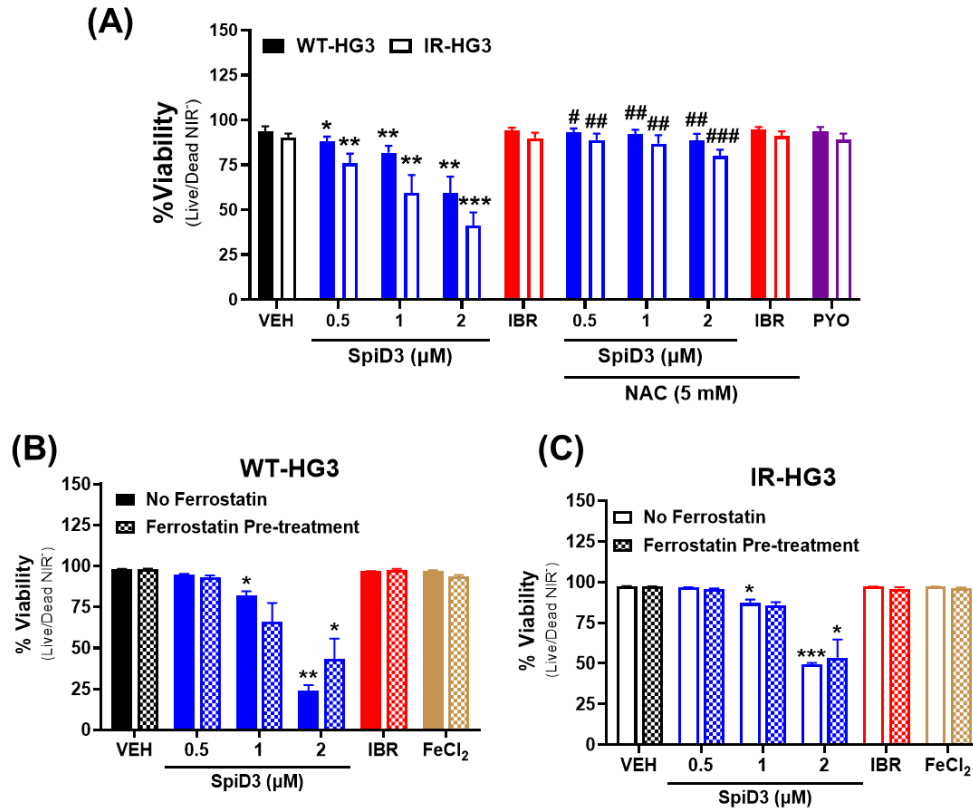 (A)
WT-HG3 IR-HG3
%Viability
(Live/Dead NIR⁻)
150
125
100
75
50
25
0
* ** ** ** ** *** # ## ## ## ## ###
VEH 0.5 1 2 IBR 0.5 1 2 IBR PYO
SpiD3 (µM) SpiD3 (µM)
NAC (5 mM)
(B)
WT-HG3
% Viability
(Live/Dead NIR⁻)
150
125
100
75
50
25
0
No Ferrostatin
Ferrostatin Pre-treatment
* ** *
VEH 0.5 1 2 IBR FeCl₂
SpiD3 (µM)
(C)
IR-HG3
% Viability
(Live/Dead NIR⁻)
150
125
100
75
50
25
0
No Ferrostatin
Ferrostatin Pre-treatment
* *** *
VEH 0.5 1 2 IBR FeCl₂
SpiD3 (µM)